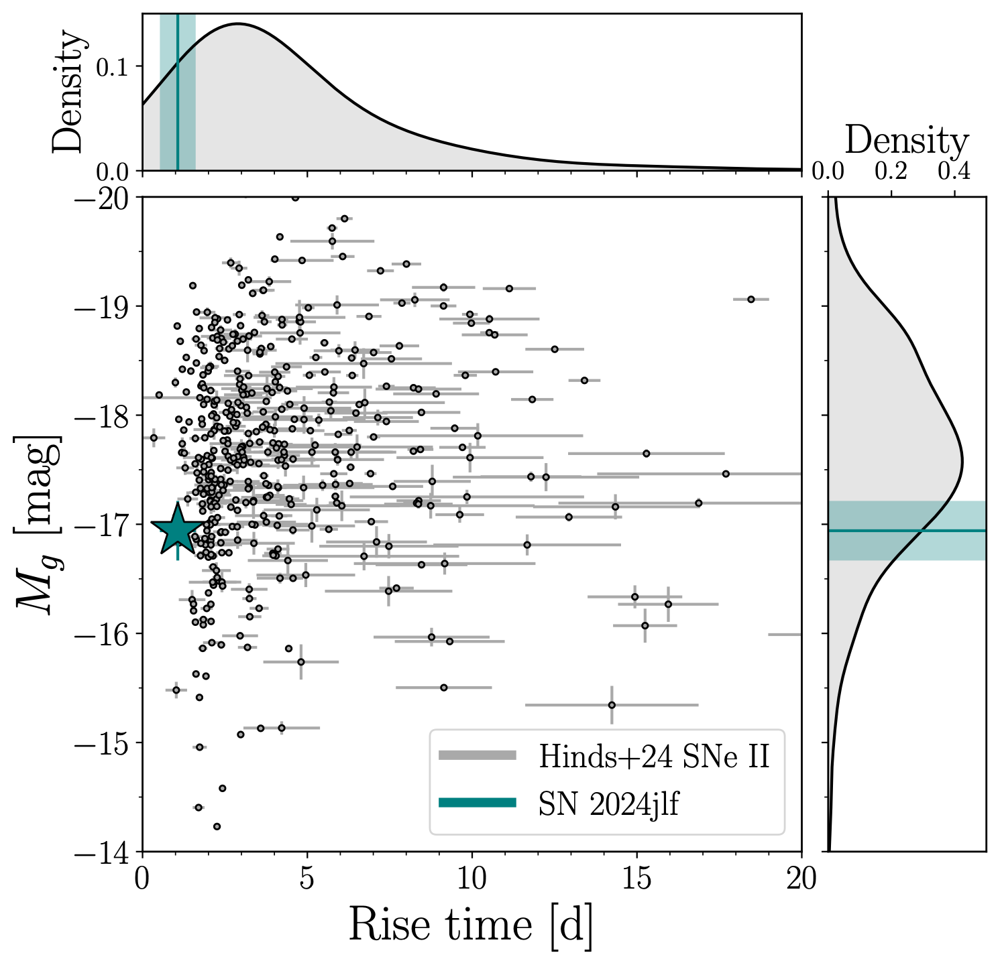 Density
0.1
0.0
Density
0.0 0.2 0.4
−20
−19
−18
−17
−16
−15
−14
M_g [mag]
Hinds+24 SNe II
SN 2024jlf
0 5 10 15 20
Rise time [d]